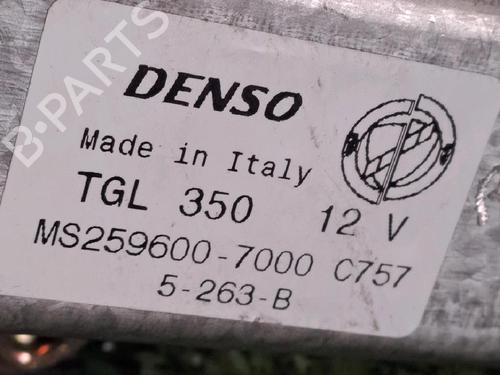 B-PARTS
DENSO
Made in Italy
TGL 350 12 V
MS259600-7000 C757
5-263-B